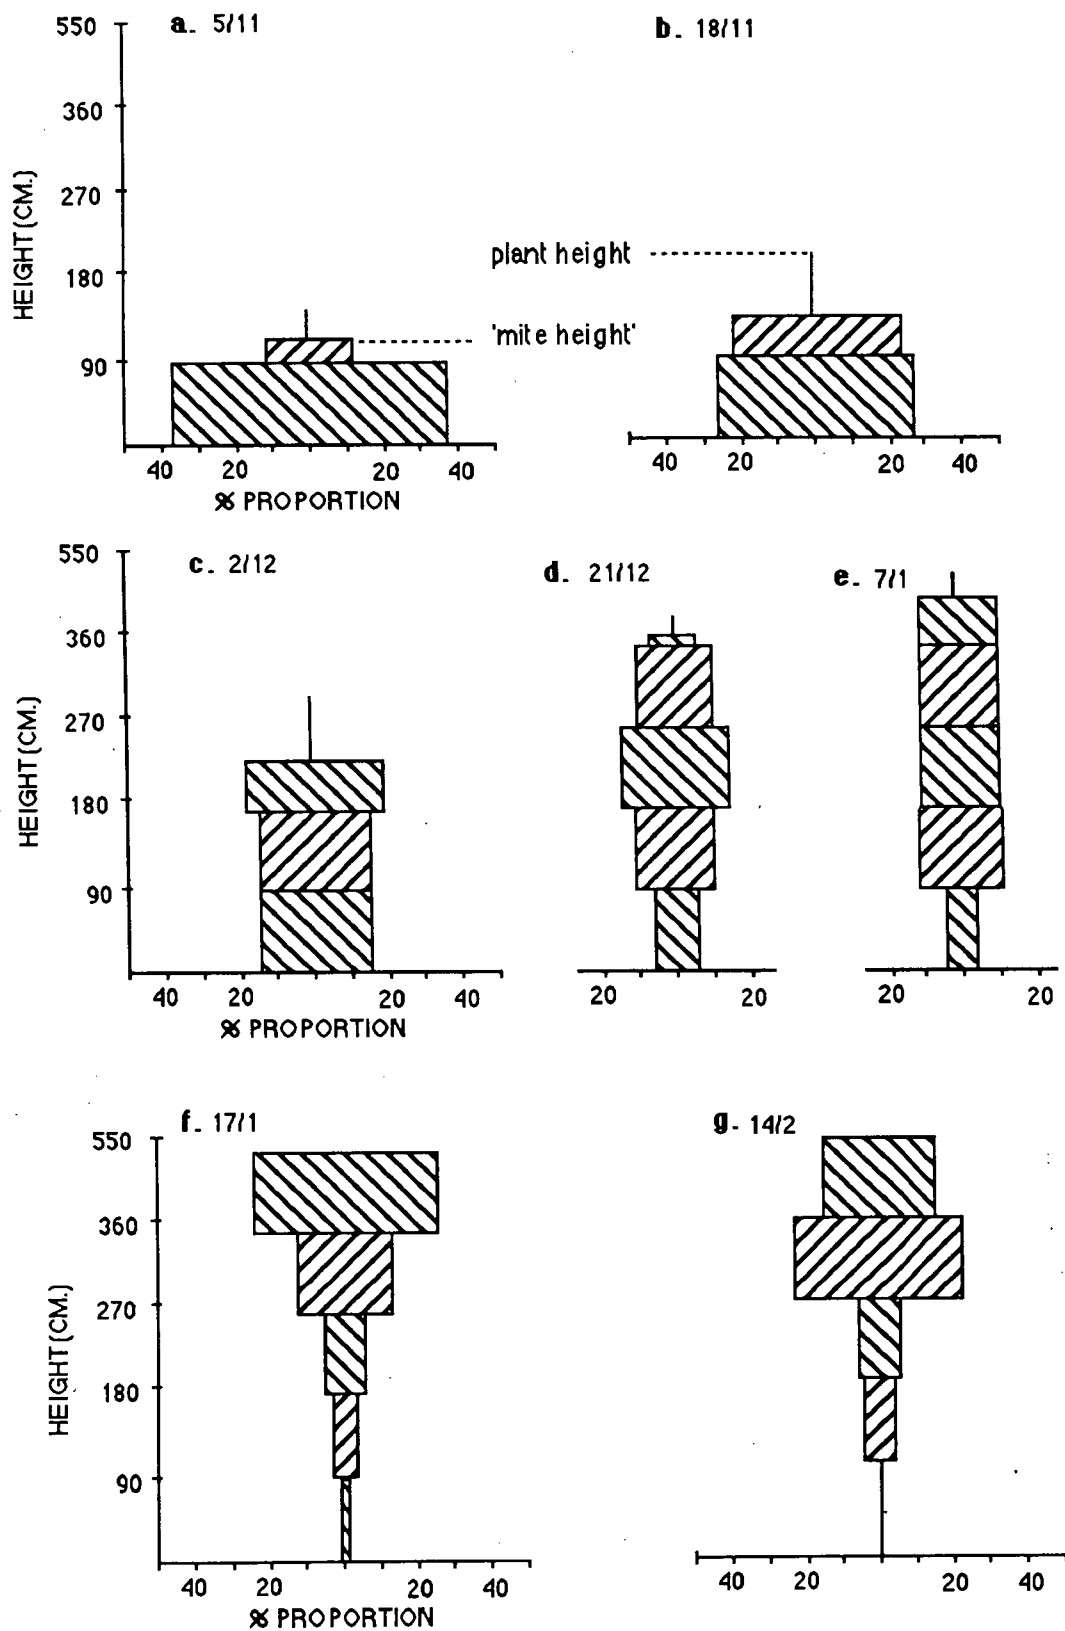 a. 5/11
b. 18/11
550
360
270
180
90
HEIGHT(CM.)
plant height
'mite height'
40 20 20 40
% PROPORTION
40 20 20 40
c. 2/12
d. 21/12
e. 7/1
550
360
270
180
90
HEIGHT(CM.)
40 20 20 40
% PROPORTION
20 20
20 20
f. 17/1
g. 14/2
550
360
270
180
90
HEIGHT(CM.)
40 20 20 40
% PROPORTION
40 20 20 40